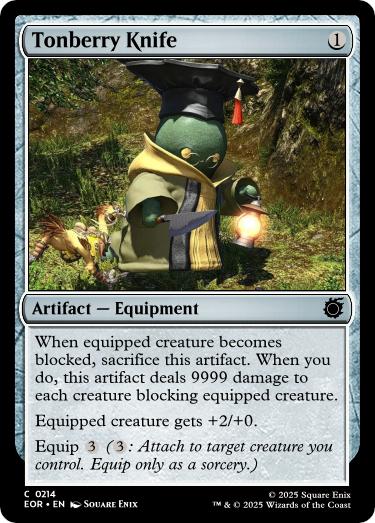 Tonberry Knife 1
Artifact — Equipment
When equipped creature becomes
blocked, sacrifice this artifact. When you
do, this artifact deals 9999 damage to
each creature blocking equipped creature.
Equipped creature gets +2/+0.
Equip 3 (3: Attach to target creature you
control. Equip only as a sorcery.)
C 0214
EOR • EN Square Enix
© 2025 Square Enix
™ & © 2025 Wizards of the Coast